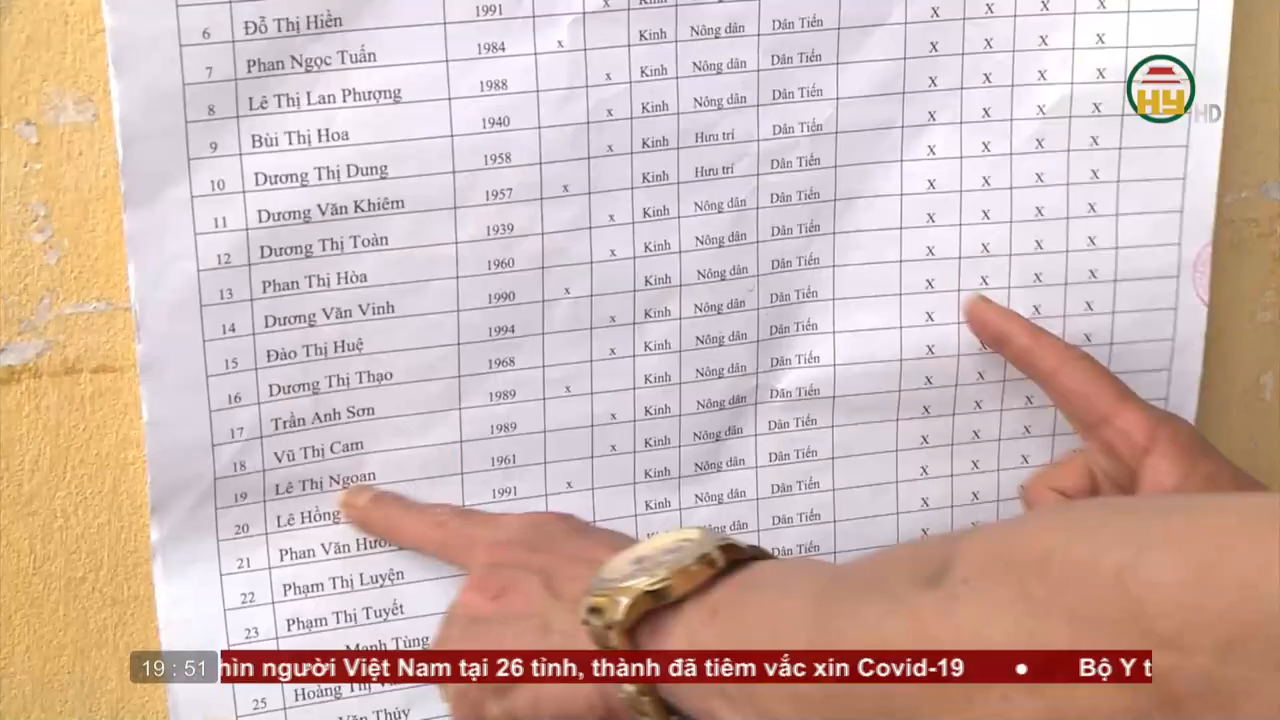 6 Đỗ Thị Hiền 1991 x Kinh
7 Phan Ngọc Tuấn 1984 x Kinh Nông dân Dân Tiến x x x x
8 Lê Thị Lan Phượng 1988 x Kinh Nông dân Dân Tiến x x x x
9 Bùi Thị Hoa 1940 x Kinh Nông dân Dân Tiến x x x x
10 Dương Thị Dung 1958 x Kinh Hưu trí Dân Tiến x x x x
11 Dương Văn Khiêm 1957 x Kinh Hưu trí Dân Tiến x x x x
12 Dương Thị Toàn 1939 x Kinh Nông dân Dân Tiến x x x x
13 Phan Thị Hòa 1960 x Kinh Nông dân Dân Tiến x x x x
14 Dương Văn Vinh 1990 x Kinh Nông dân Dân Tiến x x x x
15 Đào Thị Huệ 1994 x Kinh Nông dân Dân Tiến x x x x
16 Dương Thị Thạo 1968 x Kinh Nông dân Dân Tiến x x x
17 Trần Anh Sơn 1989 x Kinh Nông dân Dân Tiến x x x
18 Vũ Thị Cam 1989 x Kinh Nông dân Dân Tiến x x
19 Lê Thị Ngoan 1961 x Kinh Nông dân Dân Tiến x x x
20 Lê Hồng 1991 x Kinh Nông dân Dân Tiến x x x
21 Phan Văn Kinh Nông dân Dân Tiến x x x
22 Phạm Thị Luyện dân Dân Tiến x x
23 Phạm Thị Tuyết Dân Tiến x
Mạnh Tùng
25 Hoàng Thị
Văn Thủy
HY HD
19 : 51 hìn người Việt Nam tại 26 tỉnh, thành đã tiêm vắc xin Covid-19 • Bộ Y t